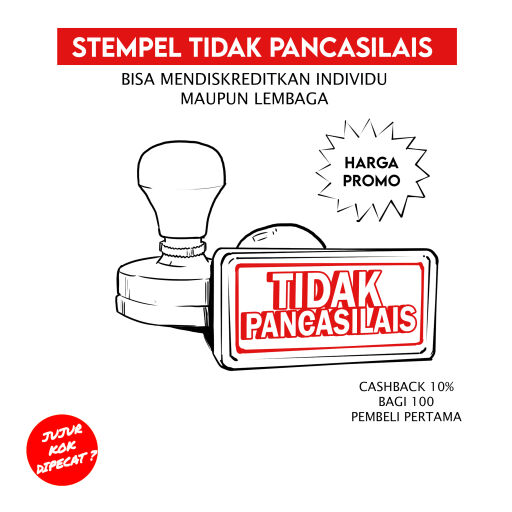 STEMPEL TIDAK PANCASILAIS
BISA MENDISKREDITKAN INDIVIDU
MAUPUN LEMBAGA
HARGA
PROMO
TIDAK
PANCASILAIS
CASHBACK 10%
BAGI 100
PEMBELI PERTAMA
JUJUR
KOK
DIPECAT ?